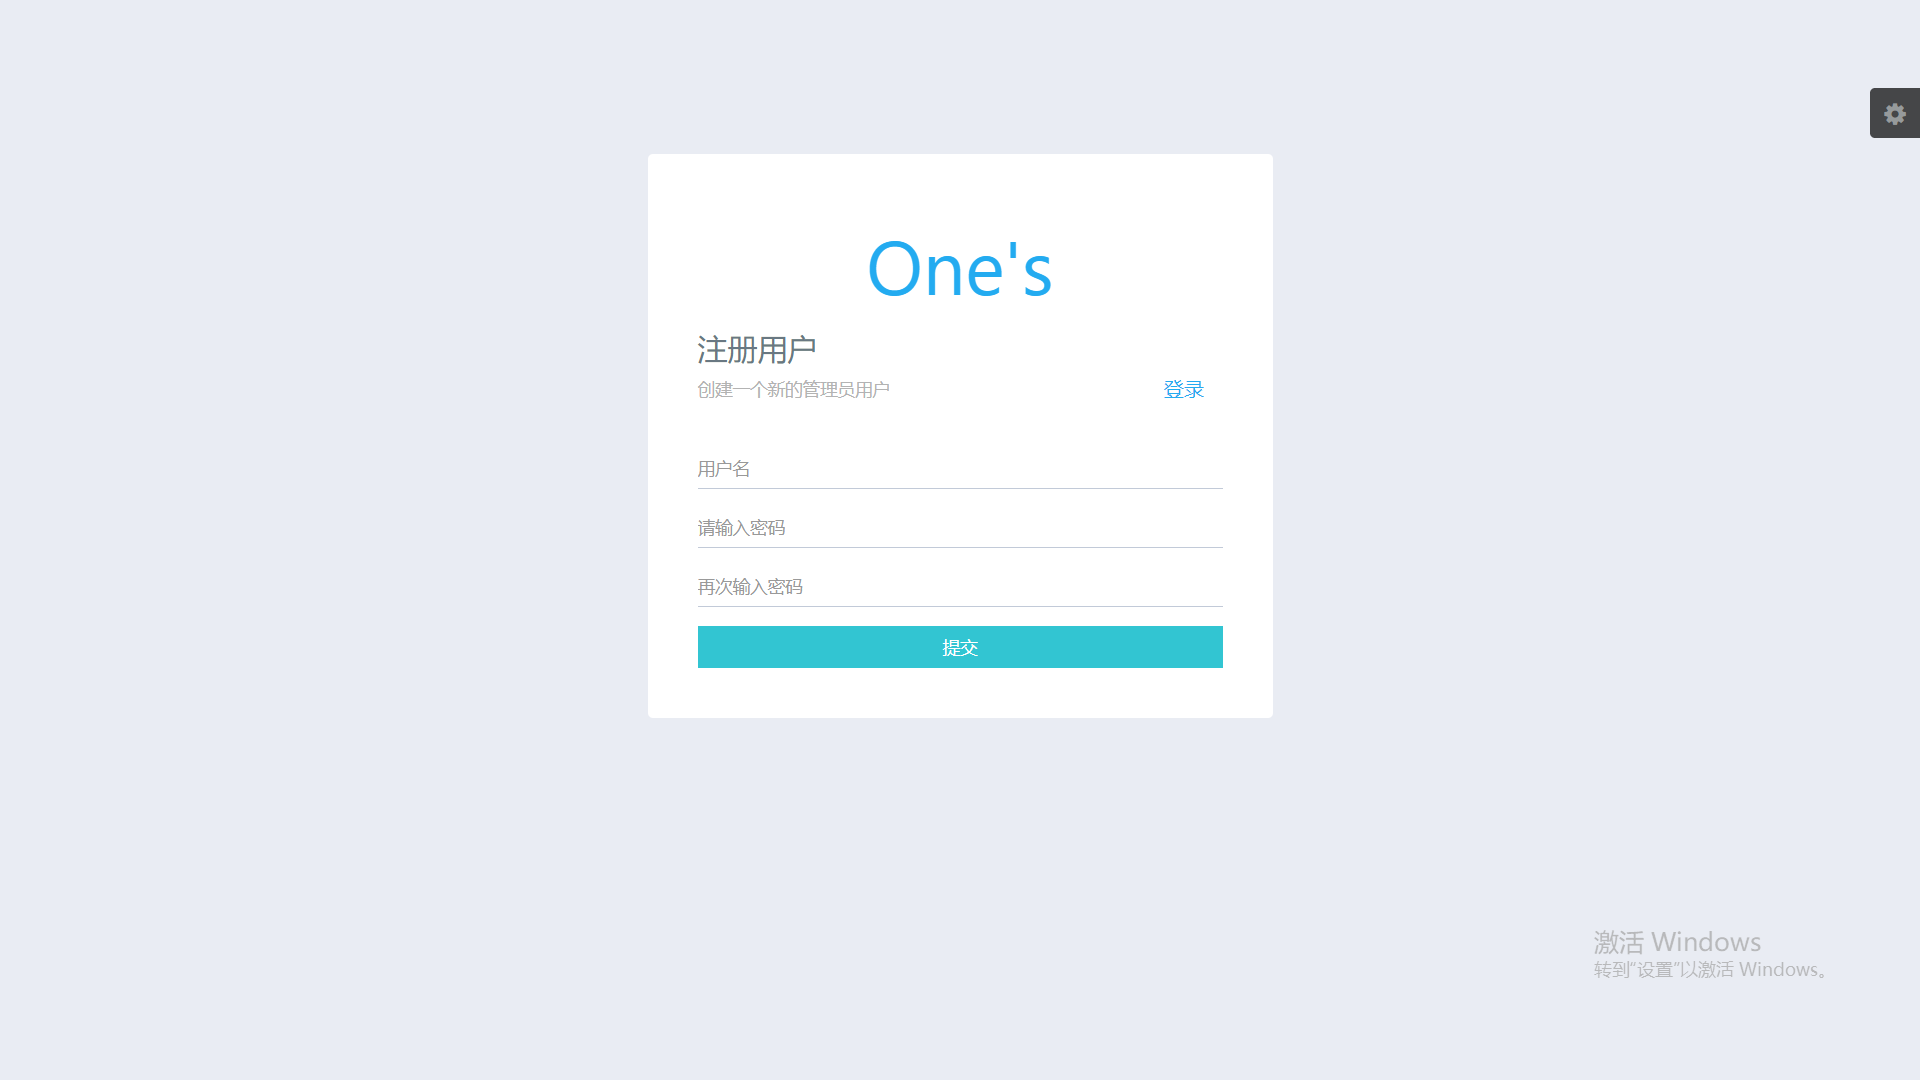 One's
注册用户
创建一个新的管理员用户
登录
用户名
请输入密码
再次输入密码
提交
激活 Windows
转到“设置”以激活 Windows。